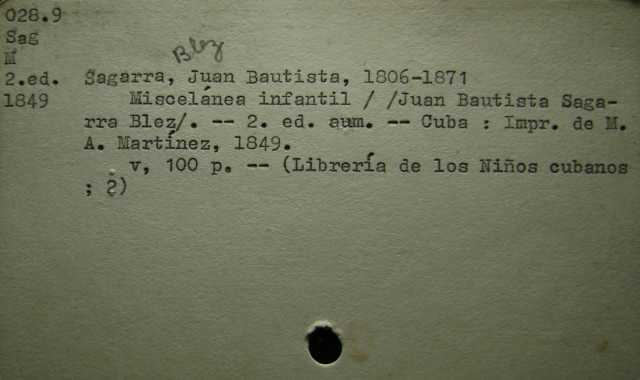 028.9
Sag
Blez
M
2.ed. Sagarra, Juan Bautista, 1806-1871
1849 Miscelánea infantil / /Juan Bautista Saga-
rra Blez/. -- 2. ed. aum. -- Cuba : Impr. de M.
A. Martínez, 1849.
v, 100 p. -- (Librería de los Niños cubanos
; 2)